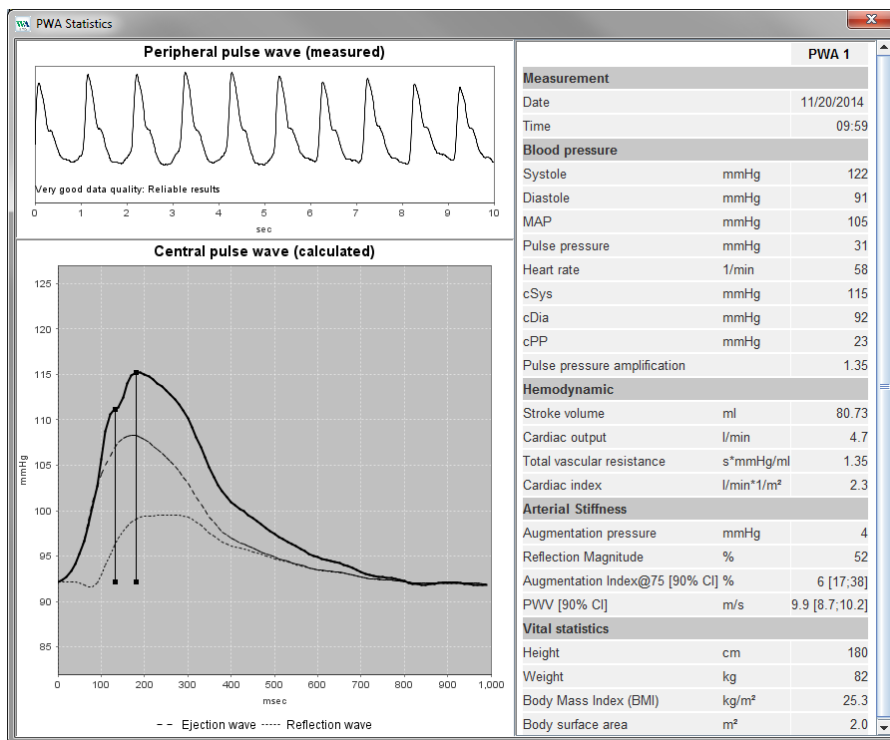 PWA Statistics
Peripheral pulse wave (measured)
Very good data quality: Reliable results
0 1 2 3 4 5 6 7 8 9 10
sec
Central pulse wave (calculated)
125
120
115
110
105
100
95
90
85
mmHg
0 100 200 300 400 500 600 700 800 900 1,000
msec
Ejection wave Reflection wave
PWA 1
Measurement
Date 11/20/2014
Time 09:59
Blood pressure
Systole mmHg 122
Diastole mmHg 91
MAP mmHg 105
Pulse pressure mmHg 31
Heart rate 1/min 58
cSys mmHg 115
cDia mmHg 92
cPP mmHg 23
Pulse pressure amplification 1.35
Hemodynamic
Stroke volume ml 80.73
Cardiac output l/min 4.7
Total vascular resistance s*mmHg/ml 1.35
Cardiac index l/min*1/m² 2.3
Arterial Stiffness
Augmentation pressure mmHg 4
Reflection Magnitude % 52
Augmentation Index@75 [90% CI] % 6 [17;38]
PWV [90% CI] m/s 9.9 [8.7;10.2]
Vital statistics
Height cm 180
Weight kg 82
Body Mass Index (BMI) kg/m² 25.3
Body surface area m² 2.0